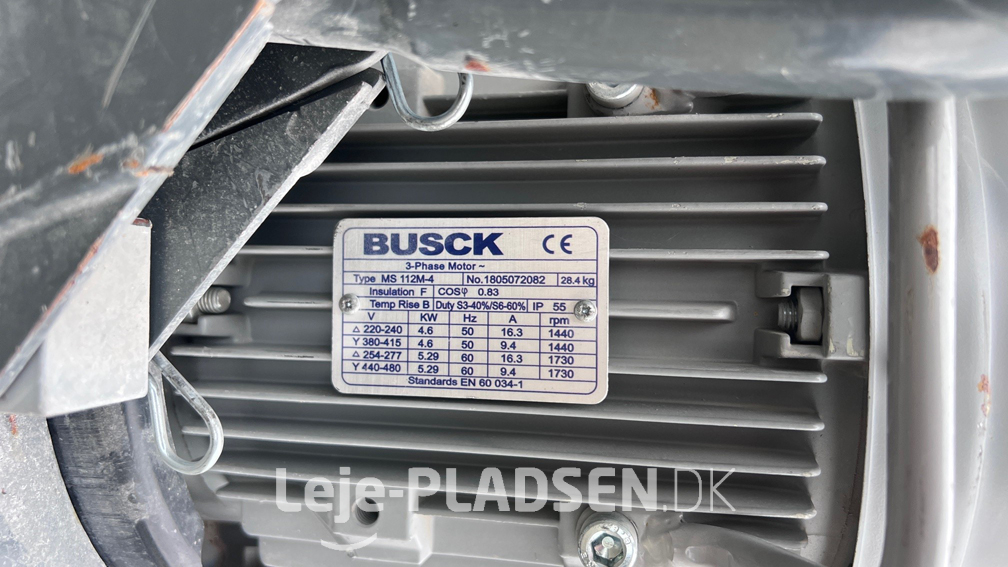 BUSCK CE
3-Phase Motor ~
Type MS 112M-4 No.1805072082 28.4 kg
Insulation F COSφ 0.83
Temp Rise B Duty S3-40%/S6-60% IP 55
V KW Hz A rpm
Δ 220-240 4.6 50 16.3 1440
Y 380-415 4.6 50 9.4 1440
Δ 254-277 5.29 60 16.3 1730
Y 440-480 5.29 60 9.4 1730
Standards EN 60 034-1
Leje-PLADSEN.DK